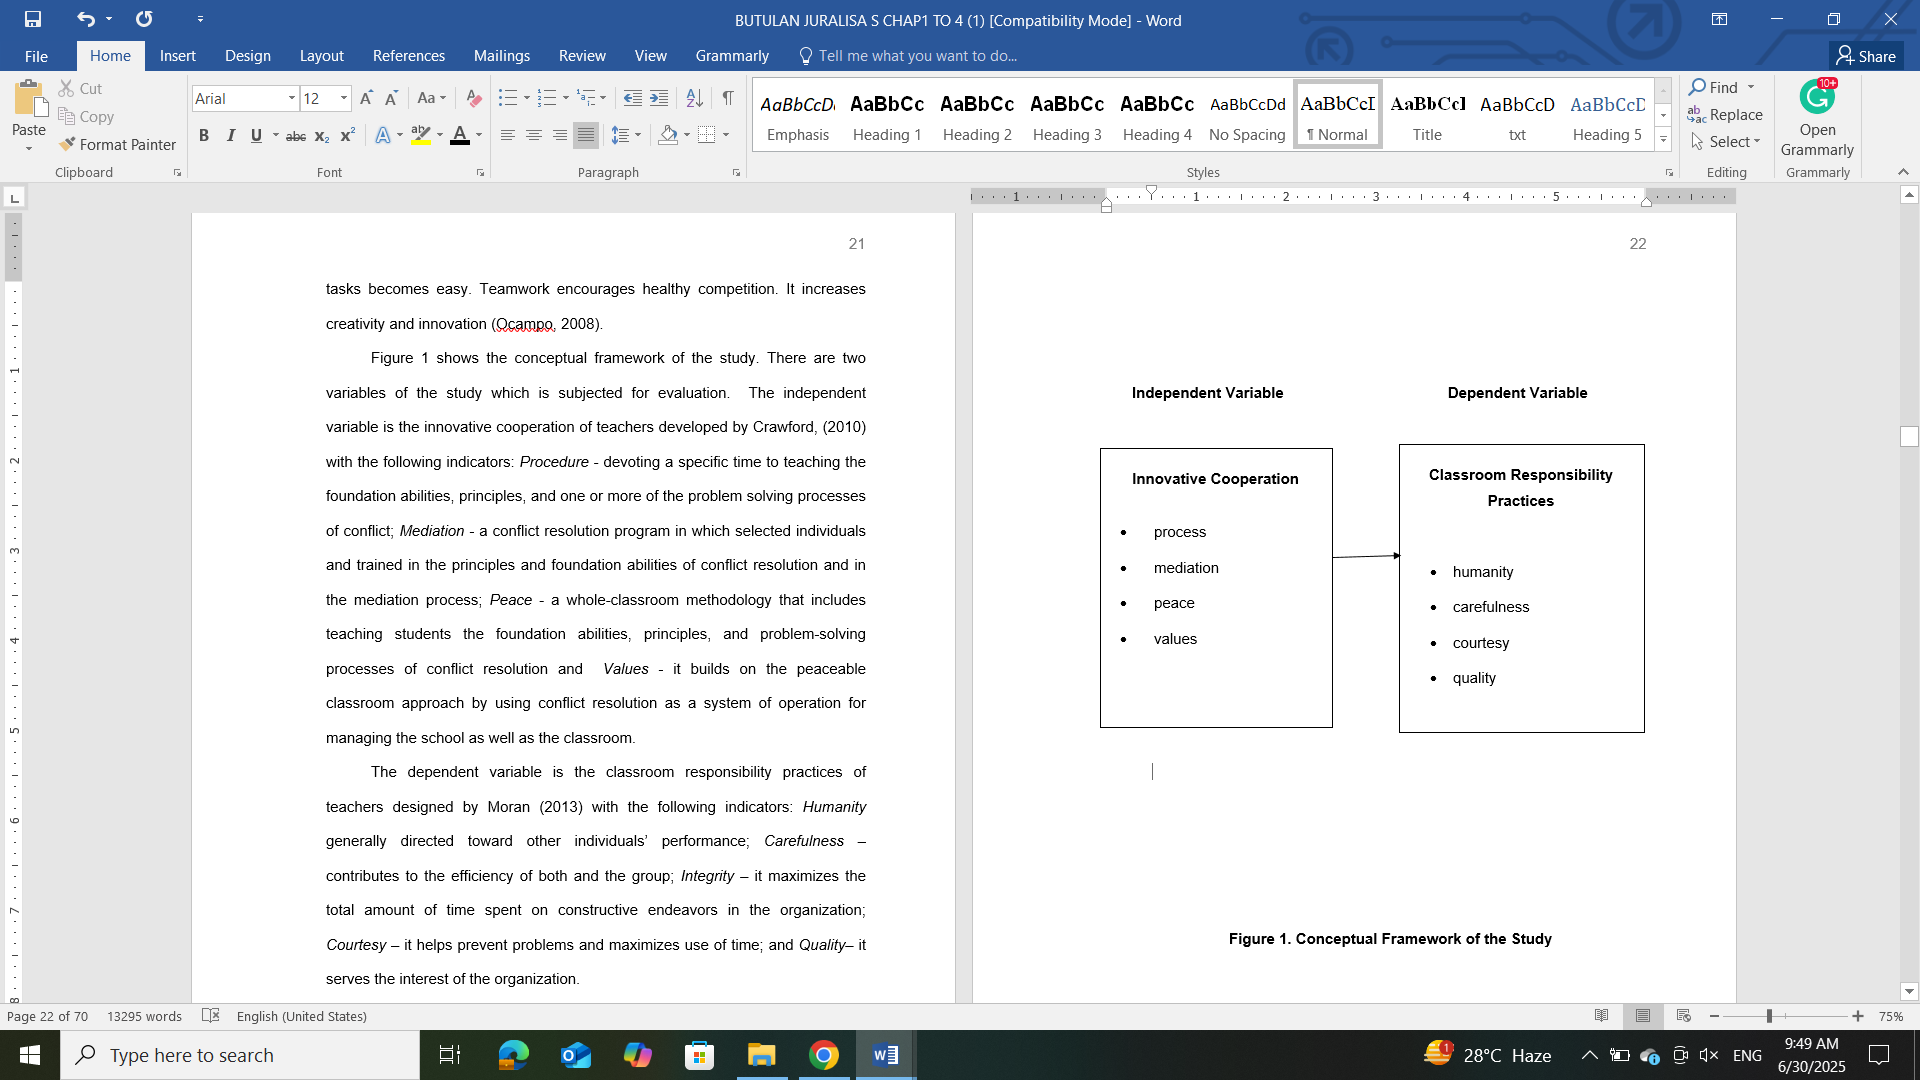 BUTULAN JURALISA S CHAP1 TO 4 (1) [Compatibility Mode] - Word
File Home Insert Design Layout References Mailings Review View Grammarly Tell me what you want to do... Share
Paste
Cut
Copy
Format Painter
Clipboard
Arial 12
Font
Paragraph
AaBbCcDc AaBbCc AaBbCc AaBbCc AaBbCc AaBbCcDd AaBbCcI AaBbCcI AaBbCcD AaBbCcD
Emphasis Heading 1 Heading 2 Heading 3 Heading 4 No Spacing ¶ Normal Title txt Heading 5
Styles
Find
Replace
Select
Editing
10+
Open
Grammarly
Grammarly
21
tasks becomes easy. Teamwork encourages healthy competition. It increases
creativity and innovation (Ocampo, 2008).
Figure 1 shows the conceptual framework of the study. There are two
variables of the study which is subjected for evaluation. The independent
variable is the innovative cooperation of teachers developed by Crawford, (2010)
with the following indicators: Procedure - devoting a specific time to teaching the
foundation abilities, principles, and one or more of the problem solving processes
of conflict; Mediation - a conflict resolution program in which selected individuals
and trained in the principles and foundation abilities of conflict resolution and in
the mediation process; Peace - a whole-classroom methodology that includes
teaching students the foundation abilities, principles, and problem-solving
processes of conflict resolution and Values - it builds on the peaceable
classroom approach by using conflict resolution as a system of operation for
managing the school as well as the classroom.
The dependent variable is the classroom responsibility practices of
teachers designed by Moran (2013) with the following indicators: Humanity
generally directed toward other individuals' performance; Carefulness –
contributes to the efficiency of both and the group; Integrity – it maximizes the
total amount of time spent on constructive endeavors in the organization;
Courtesy – it helps prevent problems and maximizes use of time; and Quality– it
serves the interest of the organization.
22
Independent Variable
Dependent Variable
Innovative Cooperation
• process
• mediation
• peace
• values
Classroom Responsibility
Practices
• humanity
• carefulness
• courtesy
• quality
Figure 1. Conceptual Framework of the Study
Page 22 of 70 13295 words English (United States) 75%
Type here to search
1 28°C Haze ENG
9:49 AM
6/30/2025